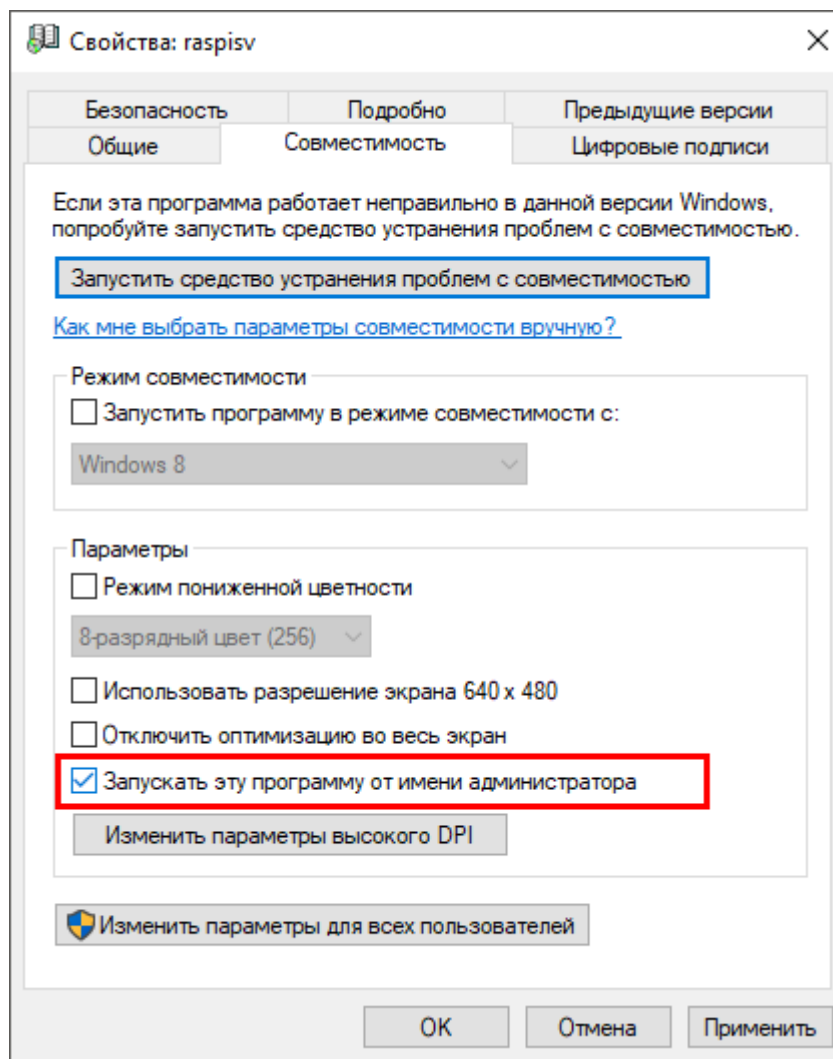 Свойства: raspisv
Безопасность
Подробно
Предыдущие версии
Общие
Совместимость
Цифровые подписи
Если эта программа работает неправильно в данной версии Windows,
попробуйте запустить средство устранения проблем с совместимостью.
Запустить средство устранения проблем с совместимостью
Как мне выбрать параметры совместимости вручную?
Режим совместимости
Запустить программу в режиме совместимости с:
Windows 8
Параметры
Режим пониженной цветности
8-разрядный цвет (256)
Использовать разрешение экрана 640 x 480
Отключить оптимизацию во весь экран
Запускать эту программу от имени администратора
Изменить параметры высокого DPI
Изменить параметры для всех пользователей
ОК
Отмена
Применить